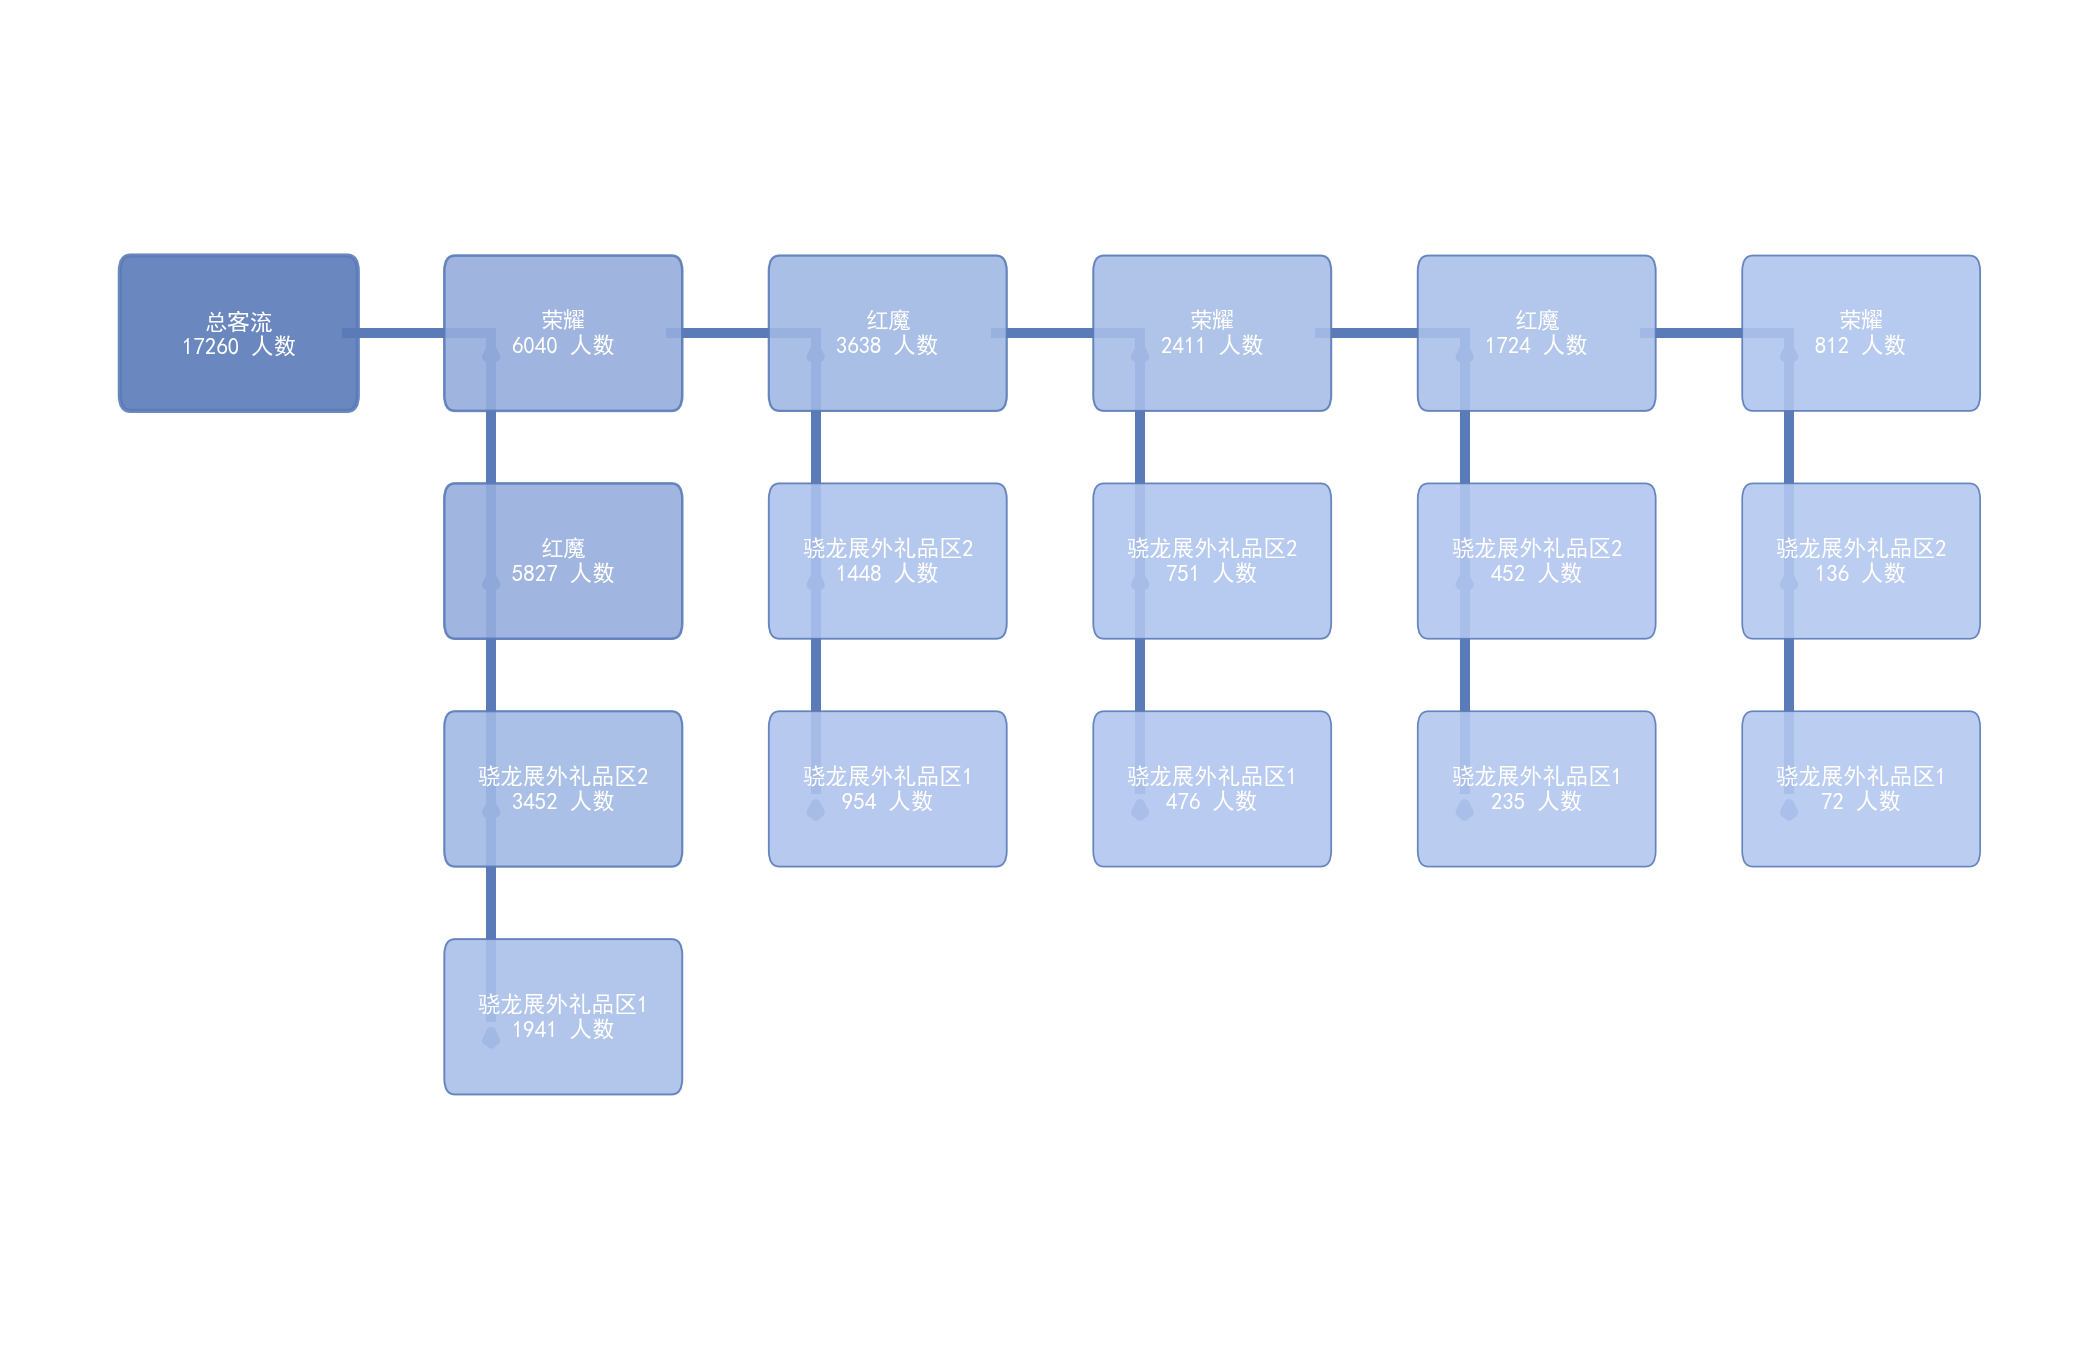 总客流
17260 人数
荣耀
6040 人数
红魔
3638 人数
荣耀
2411 人数
红魔
1724 人数
荣耀
812 人数
红魔
5827 人数
骁龙展外礼品区2
1448 人数
骁龙展外礼品区2
751 人数
骁龙展外礼品区2
452 人数
骁龙展外礼品区2
136 人数
骁龙展外礼品区2
3452 人数
骁龙展外礼品区1
954 人数
骁龙展外礼品区1
476 人数
骁龙展外礼品区1
235 人数
骁龙展外礼品区1
72 人数
骁龙展外礼品区1
1941 人数